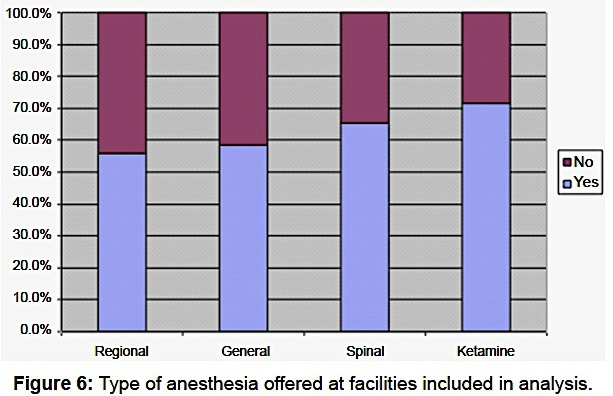 100.0%
90.0%
80.0%
70.0%
60.0%
50.0%
40.0%
30.0%
20.0%
10.0%
0.0%
Regional General Spinal Ketamine
No
Yes
Figure 6: Type of anesthesia offered at facilities included in analysis.